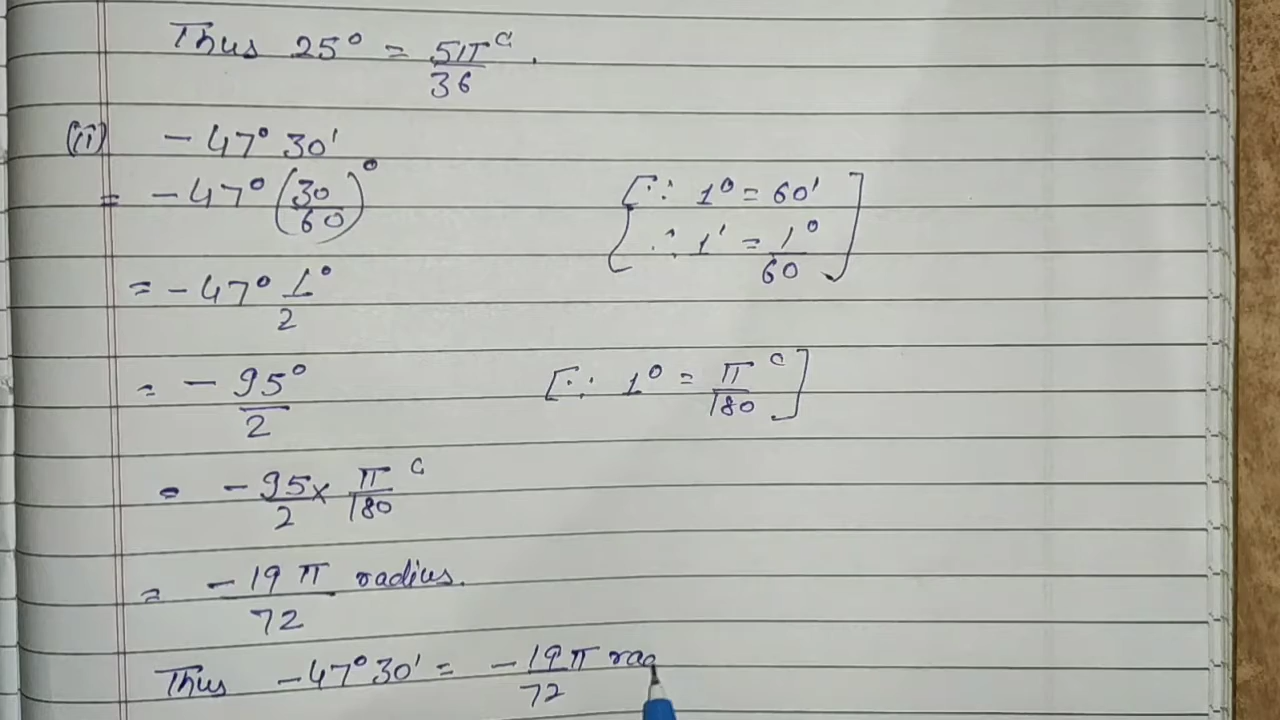 Thus 25° = 5π/36 ᶜ.
(ii) - 47° 30'
= - 47° (30/60)° [∵ 1° = 60'
∴ 1' = 1/60 °]
= - 47° 1/2 °
= - 95°/2 [∵ 1° = π/180 ᶜ]
= - 95/2 × π/180 ᶜ
= - 19 π/72 radius.
Thus - 47° 30' = - 19π/72 rad